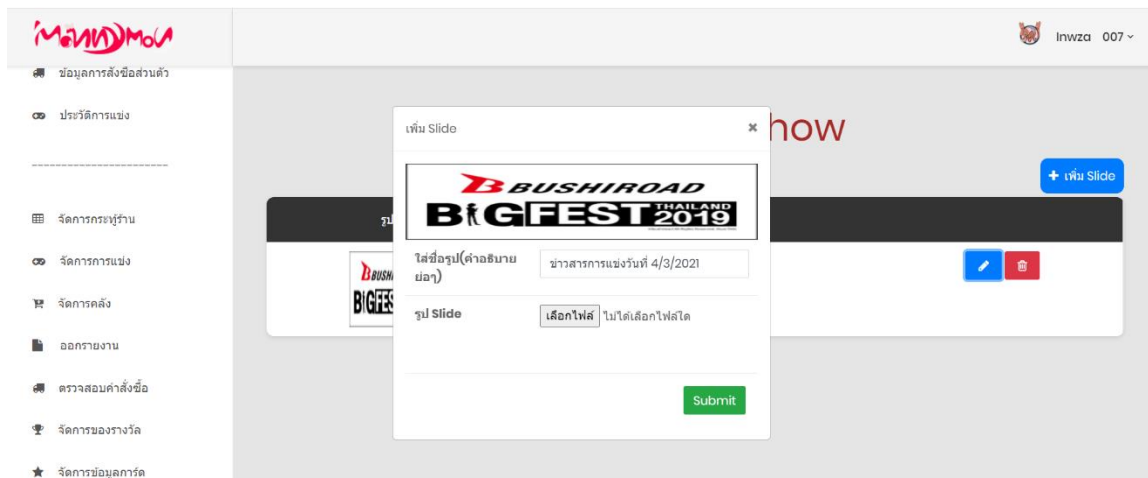 Inwza 007
ข้อมูลการสั่งซื้อส่วนตัว
ประวัติการแข่ง
------------------------
จัดการกระทู้ร้าน
จัดการการแข่ง
จัดการคลัง
ออกรายงาน
ตรวจสอบคำสั่งซื้อ
จัดการของรางวัล
จัดการข้อมูลการ์ด
how
+ เพิ่ม Slide
เพิ่ม Slide
×
BUSHIROAD
BIGFEST THAILAND 2019
ใส่ชื่อรูป(คำอธิบาย
ย่อๆ)
ข่าวสารการแข่งวันที่ 4/3/2021
รูป Slide
เลือกไฟล์ ไม่ได้เลือกไฟล์ใด
Submit